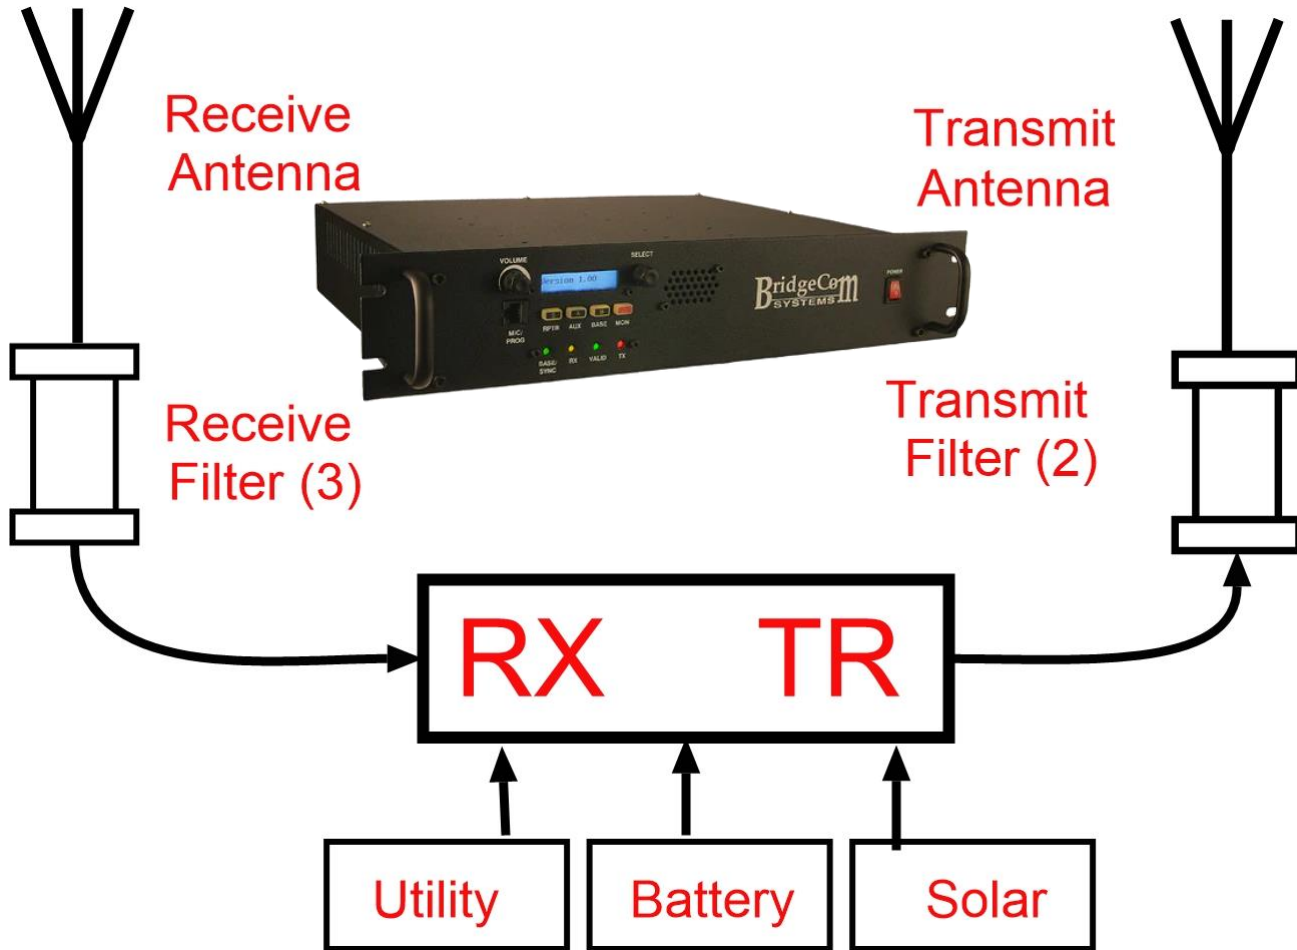 Receive
Antenna
Transmit
Antenna
VOLUME
SELECT
Version 1.00
BridgeCom
SYSTEMS
POWER
MIC/
PROG
RPTR
AUX
BASE
MON
BASE/
SYNC
RX
VALID
TX
Receive
Filter (3)
Transmit
Filter (2)
RX TR
Utility
Battery
Solar